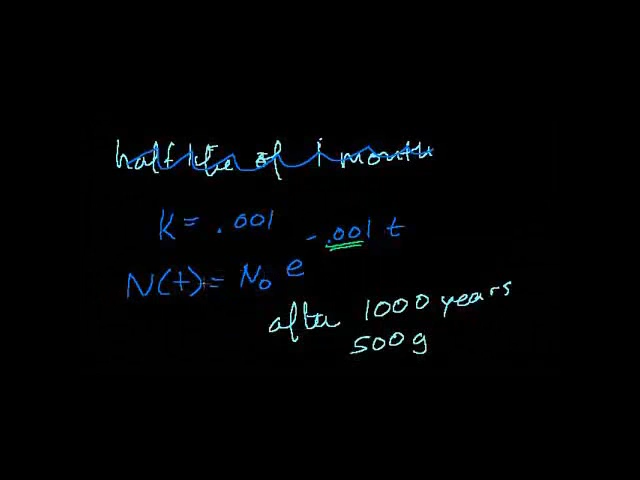 half life of 1 month
K = .001
N(t) = N₀ e^(-.001 t)
after 1000 years
500g